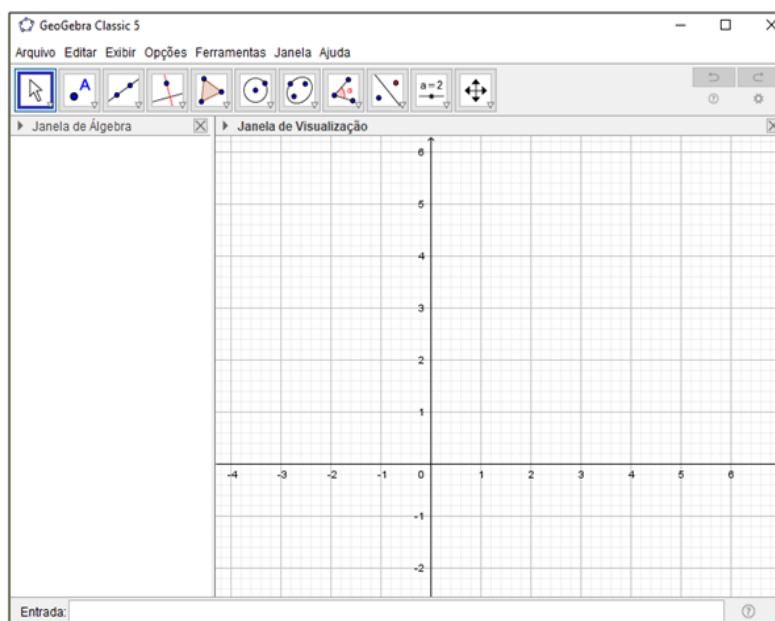 GeoGebra Classic 5
Arquivo Editar Exibir Opções Ferramentas Janela Ajuda
A
α
a=2
Janela de Álgebra
Janela de Visualização
6
5
4
3
2
1
-4 -3 -2 -1 0 1 2 3 4 5 6
-1
-2
Entrada: